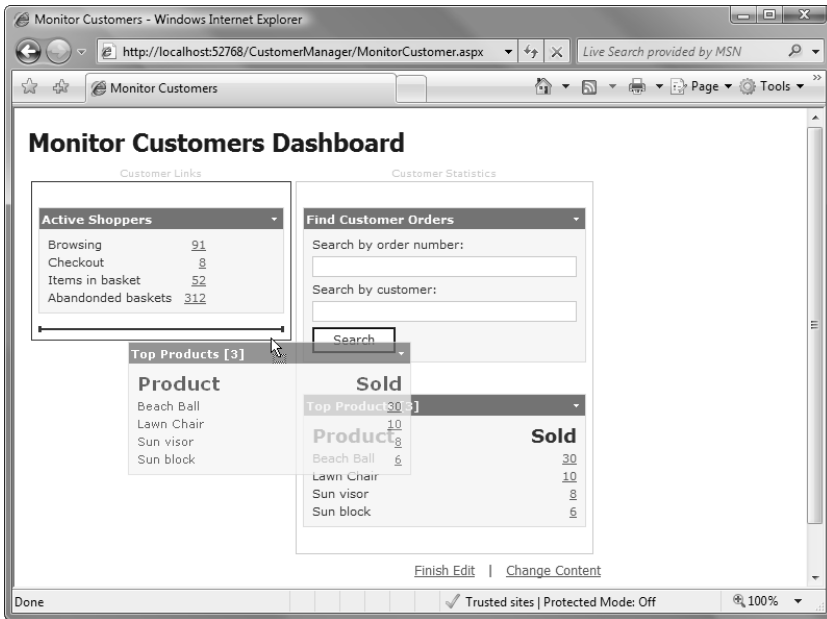 Monitor Customers - Windows Internet Explorer
http://localhost:52768/CustomerManager/MonitorCustomer.aspx
Live Search provided by MSN
Monitor Customers
Page
Tools
Monitor Customers Dashboard
Customer Links
Customer Statistics
Active Shoppers
Browsing 91
Checkout 8
Items in basket 52
Abandonded baskets 312
Find Customer Orders
Search by order number:
Search by customer:
Search
Top Products [3]
Product Sold
Beach Ball 30
Lawn Chair 10
Sun visor 8
Sun block 6
Top Products [3]
Product Sold
Beach Ball 30
Lawn Chair 10
Sun visor 8
Sun block 6
Finish Edit | Change Content
Done
Trusted sites | Protected Mode: Off
100%